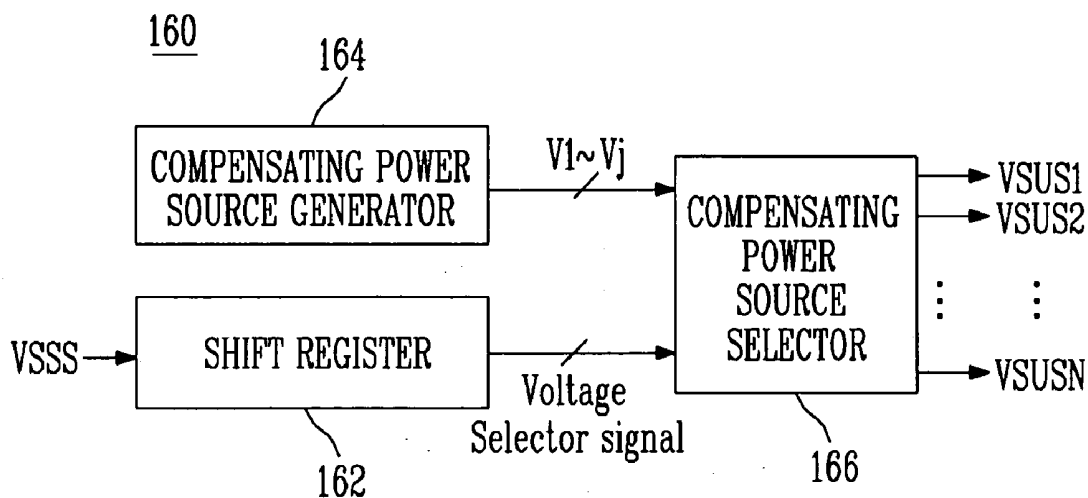 160
164
COMPENSATING POWER
SOURCE GENERATOR
V1~Vj
COMPENSATING
POWER
SOURCE
SELECTOR
VSUS1
VSUS2
VSUSN
VSSS
SHIFT REGISTER
Voltage
Selector signal
162
166